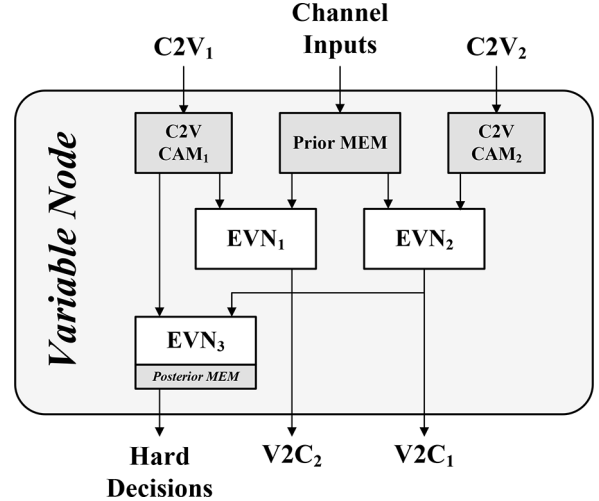 Channel
Inputs
C2V₁
C2V₂
C2V
CAM₁
Prior MEM
C2V
CAM₂
Variable Node
EVN₁
EVN₂
EVN₃
Posterior MEM
Hard
Decisions
V2C₂
V2C₁